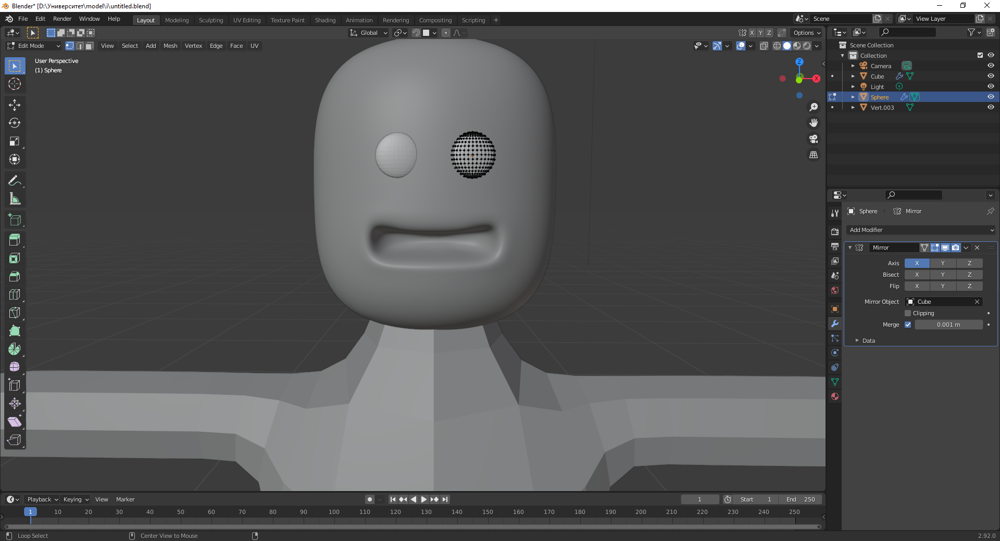 Blender* [D:\Университет\model\i\untitled.blend]
File Edit Render Window Help
Layout Modeling Sculpting UV Editing Texture Paint Shading Animation Rendering Compositing Scripting +
Scene
View Layer
Global
X Y Z
Options
Edit Mode
View Select Add Mesh Vertex Edge Face UV
User Perspective
(1) Sphere
Z
X
Scene Collection
Collection
Camera
Cube
Light
Sphere
Vert.003
Sphere
Mirror
Add Modifier
Mirror
Axis X Y Z
Bisect X Y Z
Flip X Y Z
Mirror Object Cube
Clipping
Merge 0.001 m
Data
Playback Keying View Marker
1
Start 1
End 250
1 10 20 30 40 50 60 70 80 90 100 110 120 130 140 150 160 170 180 190 200 210 220 230 240 250
Loop Select
Center View to Mouse
2.92.0